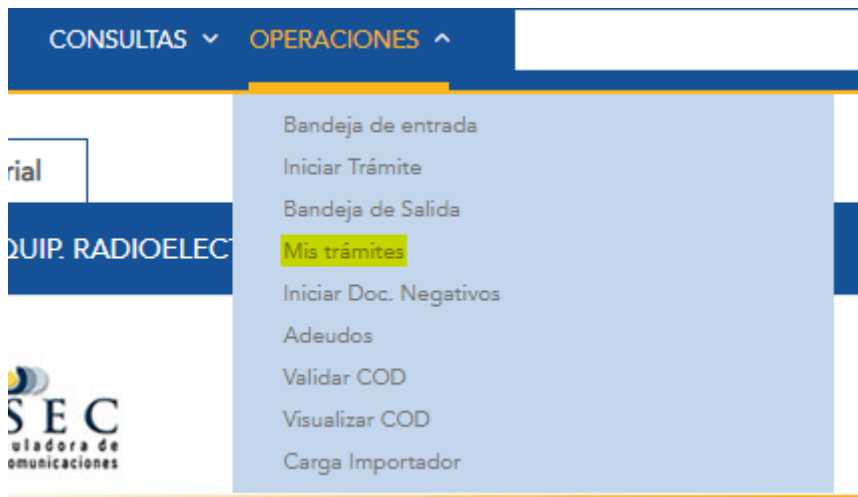 CONSULTAS OPERACIONES
Bandeja de entrada
rial
Iniciar Trámite
Bandeja de Salida
QUIP. RADIOELECT
Mis trámites
Iniciar Doc. Negativos
Adeudos
Validar COD
SEC
Visualizar COD
uladora de
omunicaciones
Carga Importador